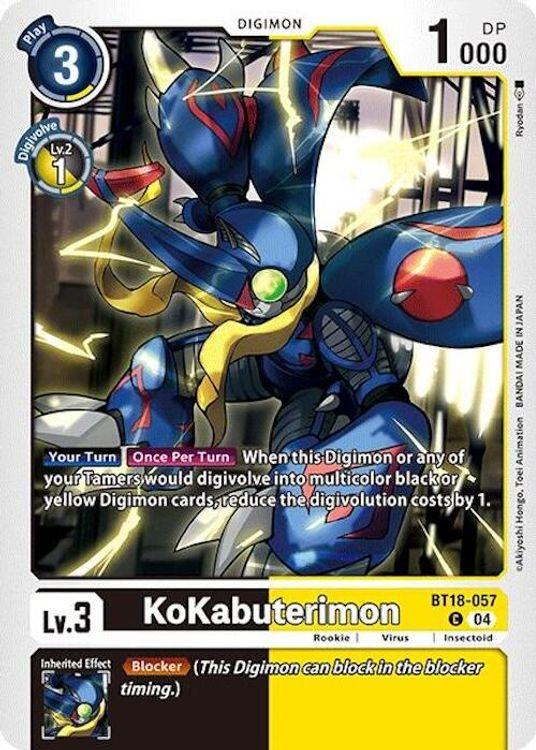 Play
3
DIGIMON
DP
1000
Digivolve
Lv.2
1
Ryodan
©Akiyoshi Hongo, Toei Animation BANDAI MADE IN JAPAN
Your Turn Once Per Turn When this Digimon or any of
your Tamers would digivolve into multicolor black or
yellow Digimon cards, reduce the digivolution costs by 1.
Lv.3
KoKabuterimon
BT18-057
C 04
Rookie | Virus | Insectoid
Inherited Effect
Blocker (This Digimon can block in the blocker
timing.)